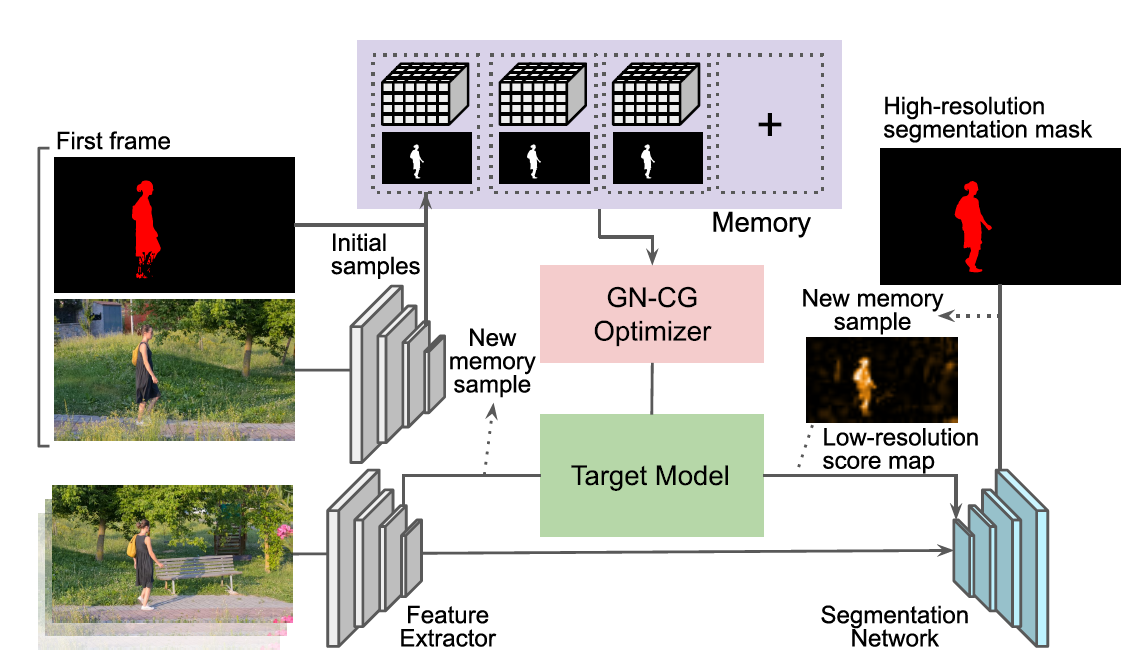 First frame
+
Memory
High-resolution
segmentation mask
Initial
samples
GN-CG
Optimizer
New memory
sample
New
memory
sample
Low-resolution
score map
Target Model
Feature
Extractor
Segmentation
Network